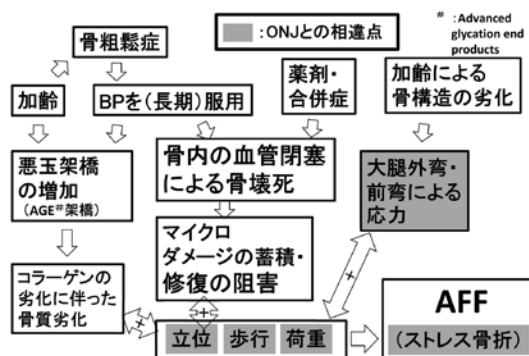 骨粗鬆症
:ONJとの相違点
# :Advanced
glycation end
products
加齢
BPを(長期)服用
薬剤・
合併症
加齢による
骨構造の劣化
悪玉架橋
の増加
(AGE#架橋)
骨内の血管閉塞
による骨壊死
大腿外弯・
前弯による
応力
マイクロ
ダメージの蓄積・
修復の阻害
コラーゲンの
劣化に伴った
骨質劣化
+
+
+
立位 歩行 荷重
AFF
(ストレス骨折)